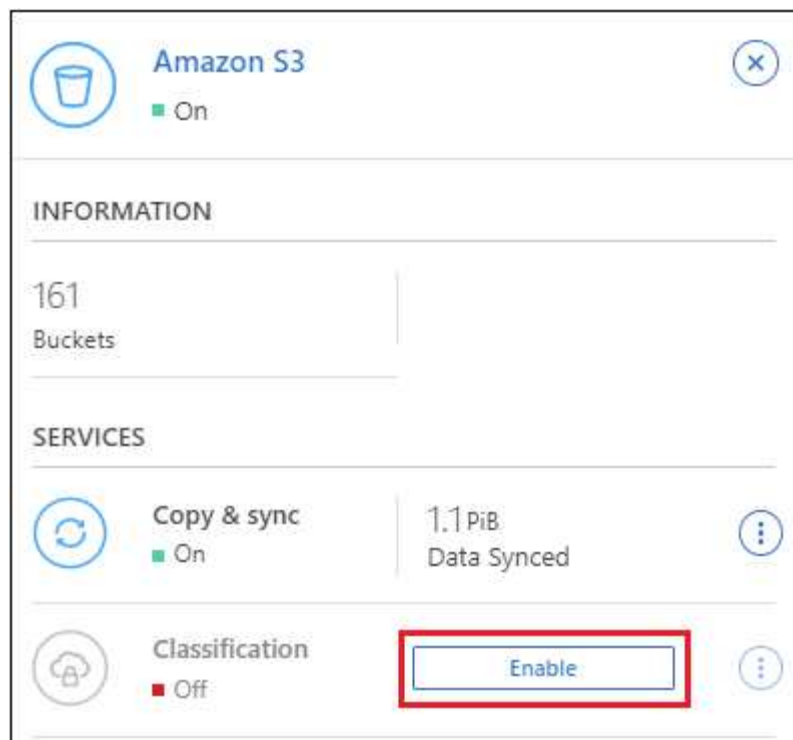 Amazon S3
On
INFORMATION
161
Buckets
SERVICES
Copy & sync
On
1.1 PiB
Data Synced
Classification
Off
Enable